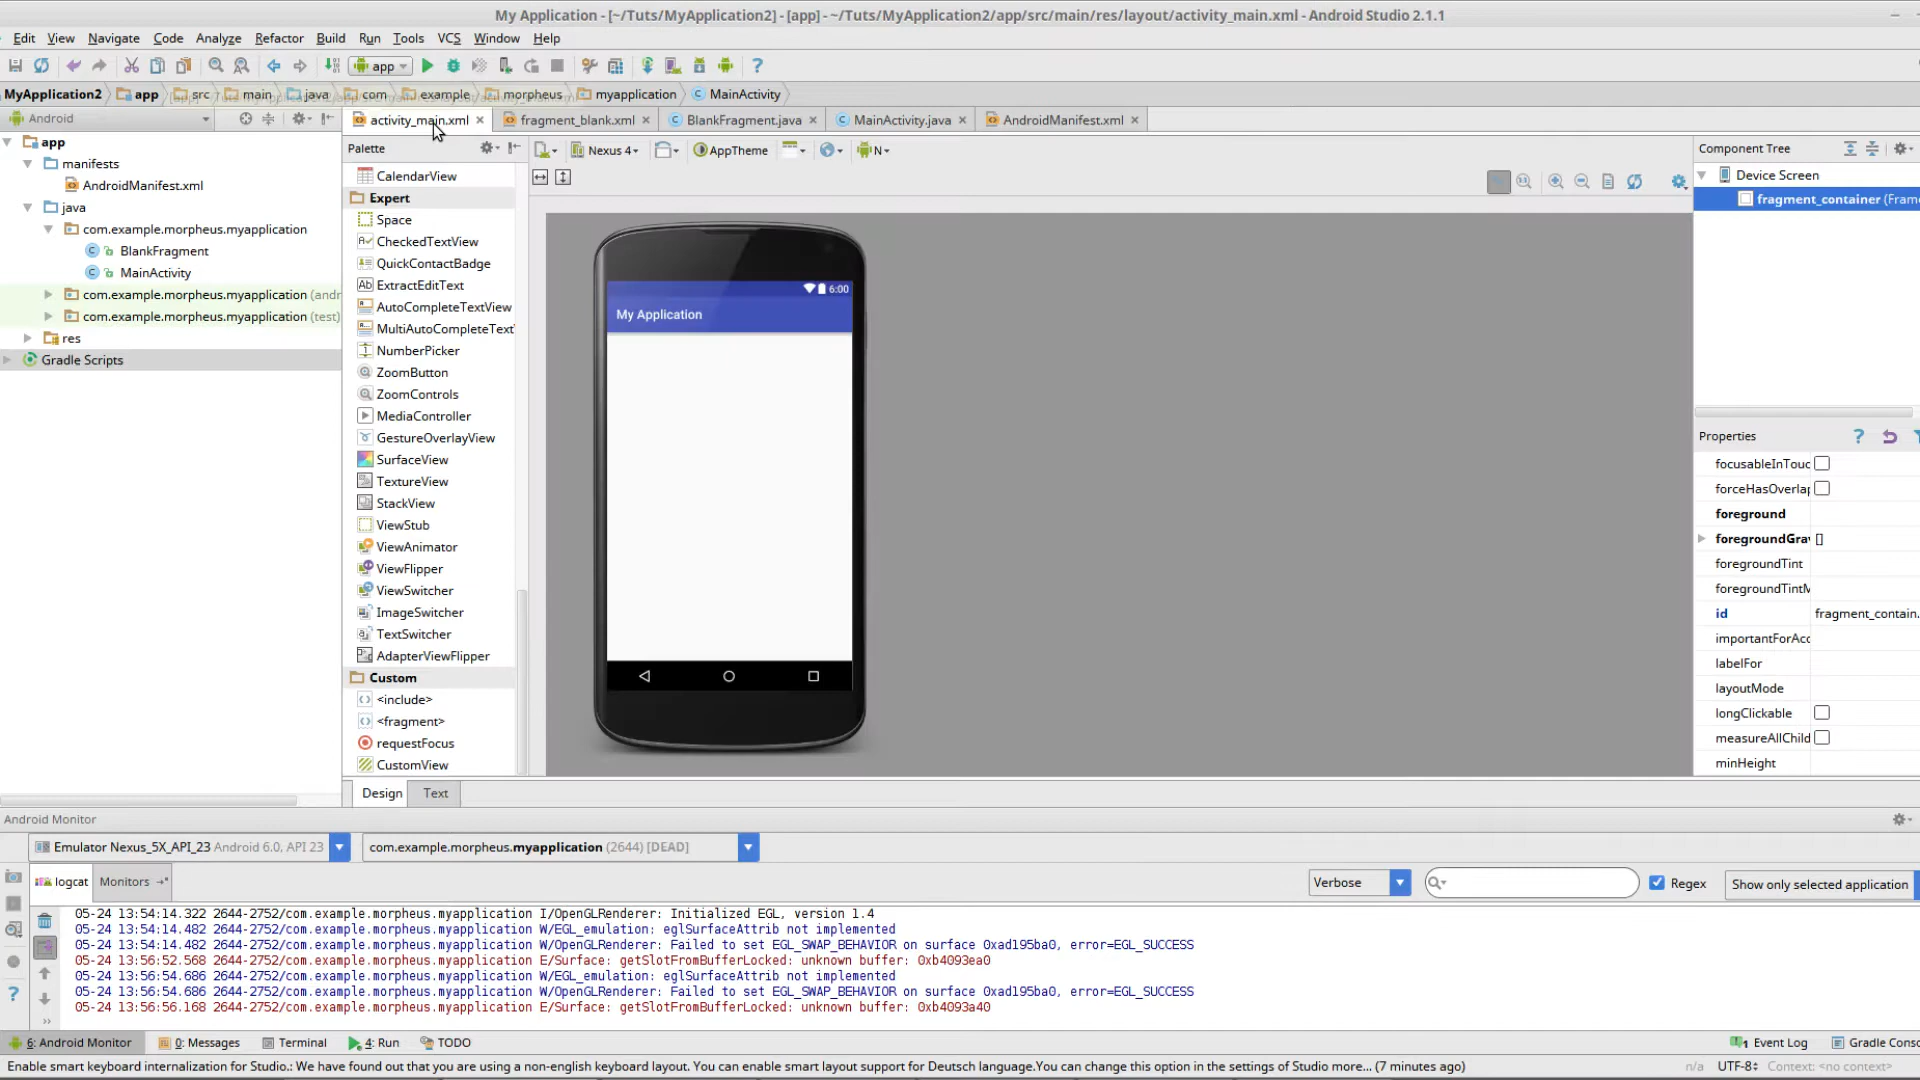 My Application - [~/Tuts/MyApplication2] - [app] - ~/Tuts/MyApplication2/app/src/main/res/layout/activity_main.xml - Android Studio 2.1.1
Edit View Navigate Code Analyze Refactor Build Run Tools VCS Window Help
app
MyApplication2 app src main java com example morpheus myapplication MainActivity
Android
activity_main.xml fragment_blank.xml BlankFragment.java MainActivity.java AndroidManifest.xml
app
manifests
AndroidManifest.xml
java
com.example.morpheus.myapplication
BlankFragment
MainActivity
com.example.morpheus.myapplication (andr
com.example.morpheus.myapplication (test)
res
Gradle Scripts
Palette
CalendarView
Expert
Space
CheckedTextView
QuickContactBadge
ExtractEditText
AutoCompleteTextView
MultiAutoCompleteText
NumberPicker
ZoomButton
ZoomControls
MediaController
GestureOverlayView
SurfaceView
TextureView
StackView
ViewStub
ViewAnimator
ViewFlipper
ViewSwitcher
ImageSwitcher
TextSwitcher
AdapterViewFlipper
Custom
<include>
<fragment>
requestFocus
CustomView
Nexus 4 AppTheme N
6:00
My Application
Component Tree
Device Screen
fragment_container (Frame
Properties
focusableInTouc
forceHasOverlap
foreground
foregroundGrav []
foregroundTint
foregroundTintM
id fragment_contain.
importantForAcc
labelFor
layoutMode
longClickable
measureAllChild
minHeight
Design Text
Android Monitor
Emulator Nexus_5X_API_23 Android 6.0, API 23 com.example.morpheus.myapplication (2644) [DEAD]
logcat Monitors Verbose Regex Show only selected application
05-24 13:54:14.322 2644-2752/com.example.morpheus.myapplication I/OpenGLRenderer: Initialized EGL, version 1.4
05-24 13:54:14.482 2644-2752/com.example.morpheus.myapplication W/EGL_emulation: eglSurfaceAttrib not implemented
05-24 13:54:14.482 2644-2752/com.example.morpheus.myapplication W/OpenGLRenderer: Failed to set EGL_SWAP_BEHAVIOR on surface 0xad195ba0, error=EGL_SUCCESS
05-24 13:56:52.568 2644-2752/com.example.morpheus.myapplication E/Surface: getSlotFromBufferLocked: unknown buffer: 0xb4093ea0
05-24 13:56:54.686 2644-2752/com.example.morpheus.myapplication W/EGL_emulation: eglSurfaceAttrib not implemented
05-24 13:56:54.686 2644-2752/com.example.morpheus.myapplication W/OpenGLRenderer: Failed to set EGL_SWAP_BEHAVIOR on surface 0xad195ba0, error=EGL_SUCCESS
05-24 13:56:56.168 2644-2752/com.example.morpheus.myapplication E/Surface: getSlotFromBufferLocked: unknown buffer: 0xb4093a40
6: Android Monitor 0: Messages Terminal 4: Run TODO 1 Event Log Gradle Conso
Enable smart keyboard internalization for Studio.: We have found out that you are using a non-english keyboard layout. You can enable smart layout support for Deutsch language.You can change this option in the settings of Studio more... (7 minutes ago) n/a UTF-8 Context: <no context>